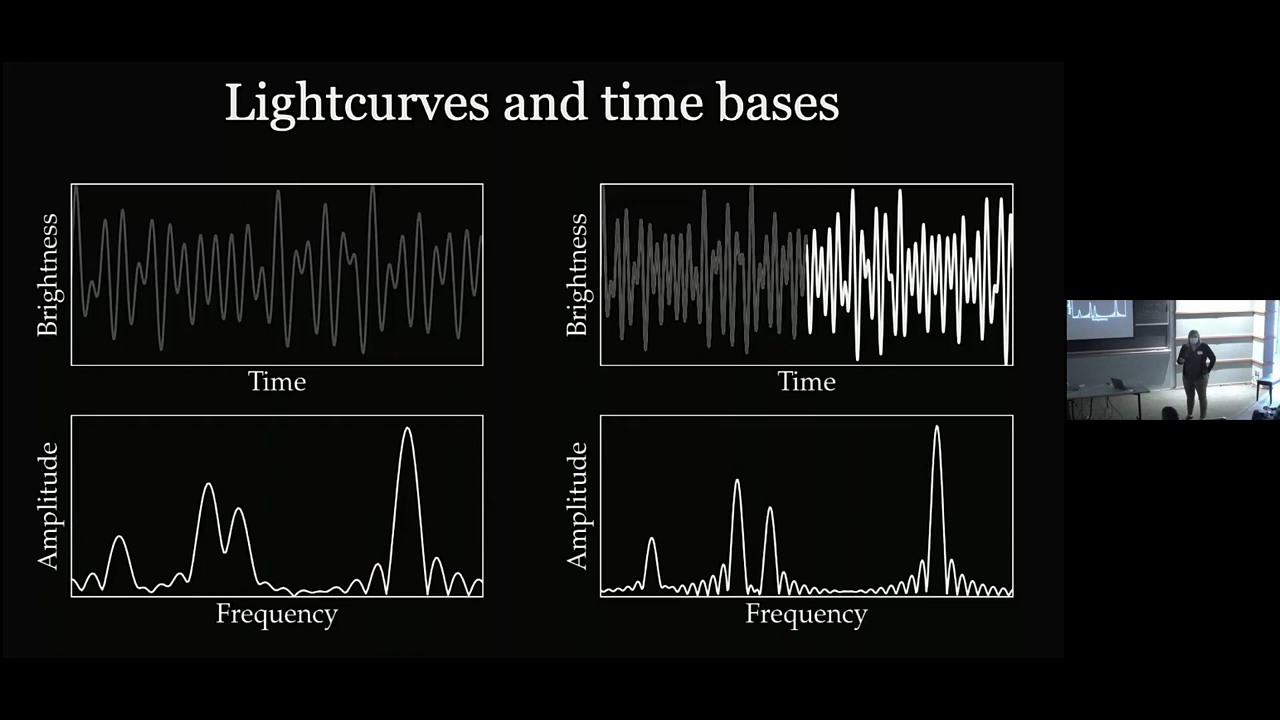 Lightcurves and time bases
Brightness
Time
Brightness
Time
Amplitude
Frequency
Amplitude
Frequency